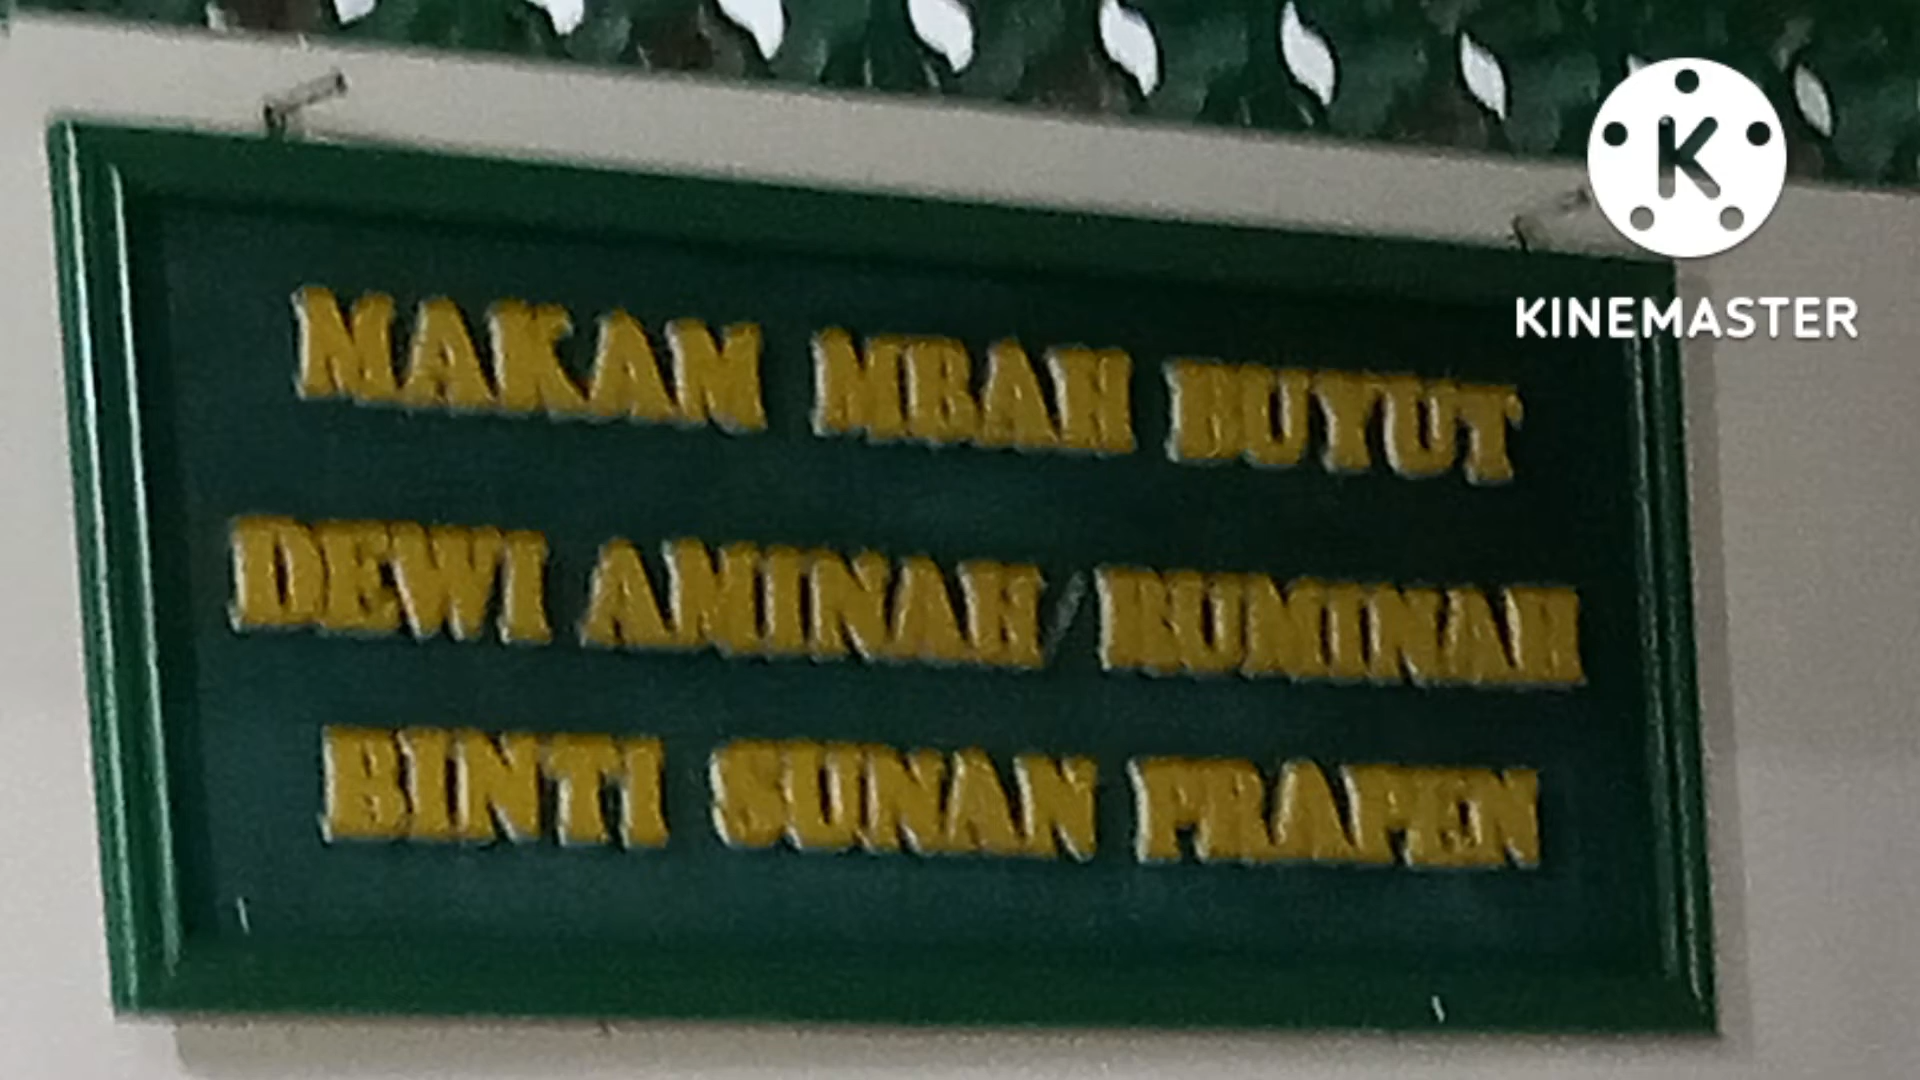 KINEMASTER
MAKAN MBAH BUYUT
DEWI AMINAH/RUMINAH
BINTI SUNAN PRAPEN